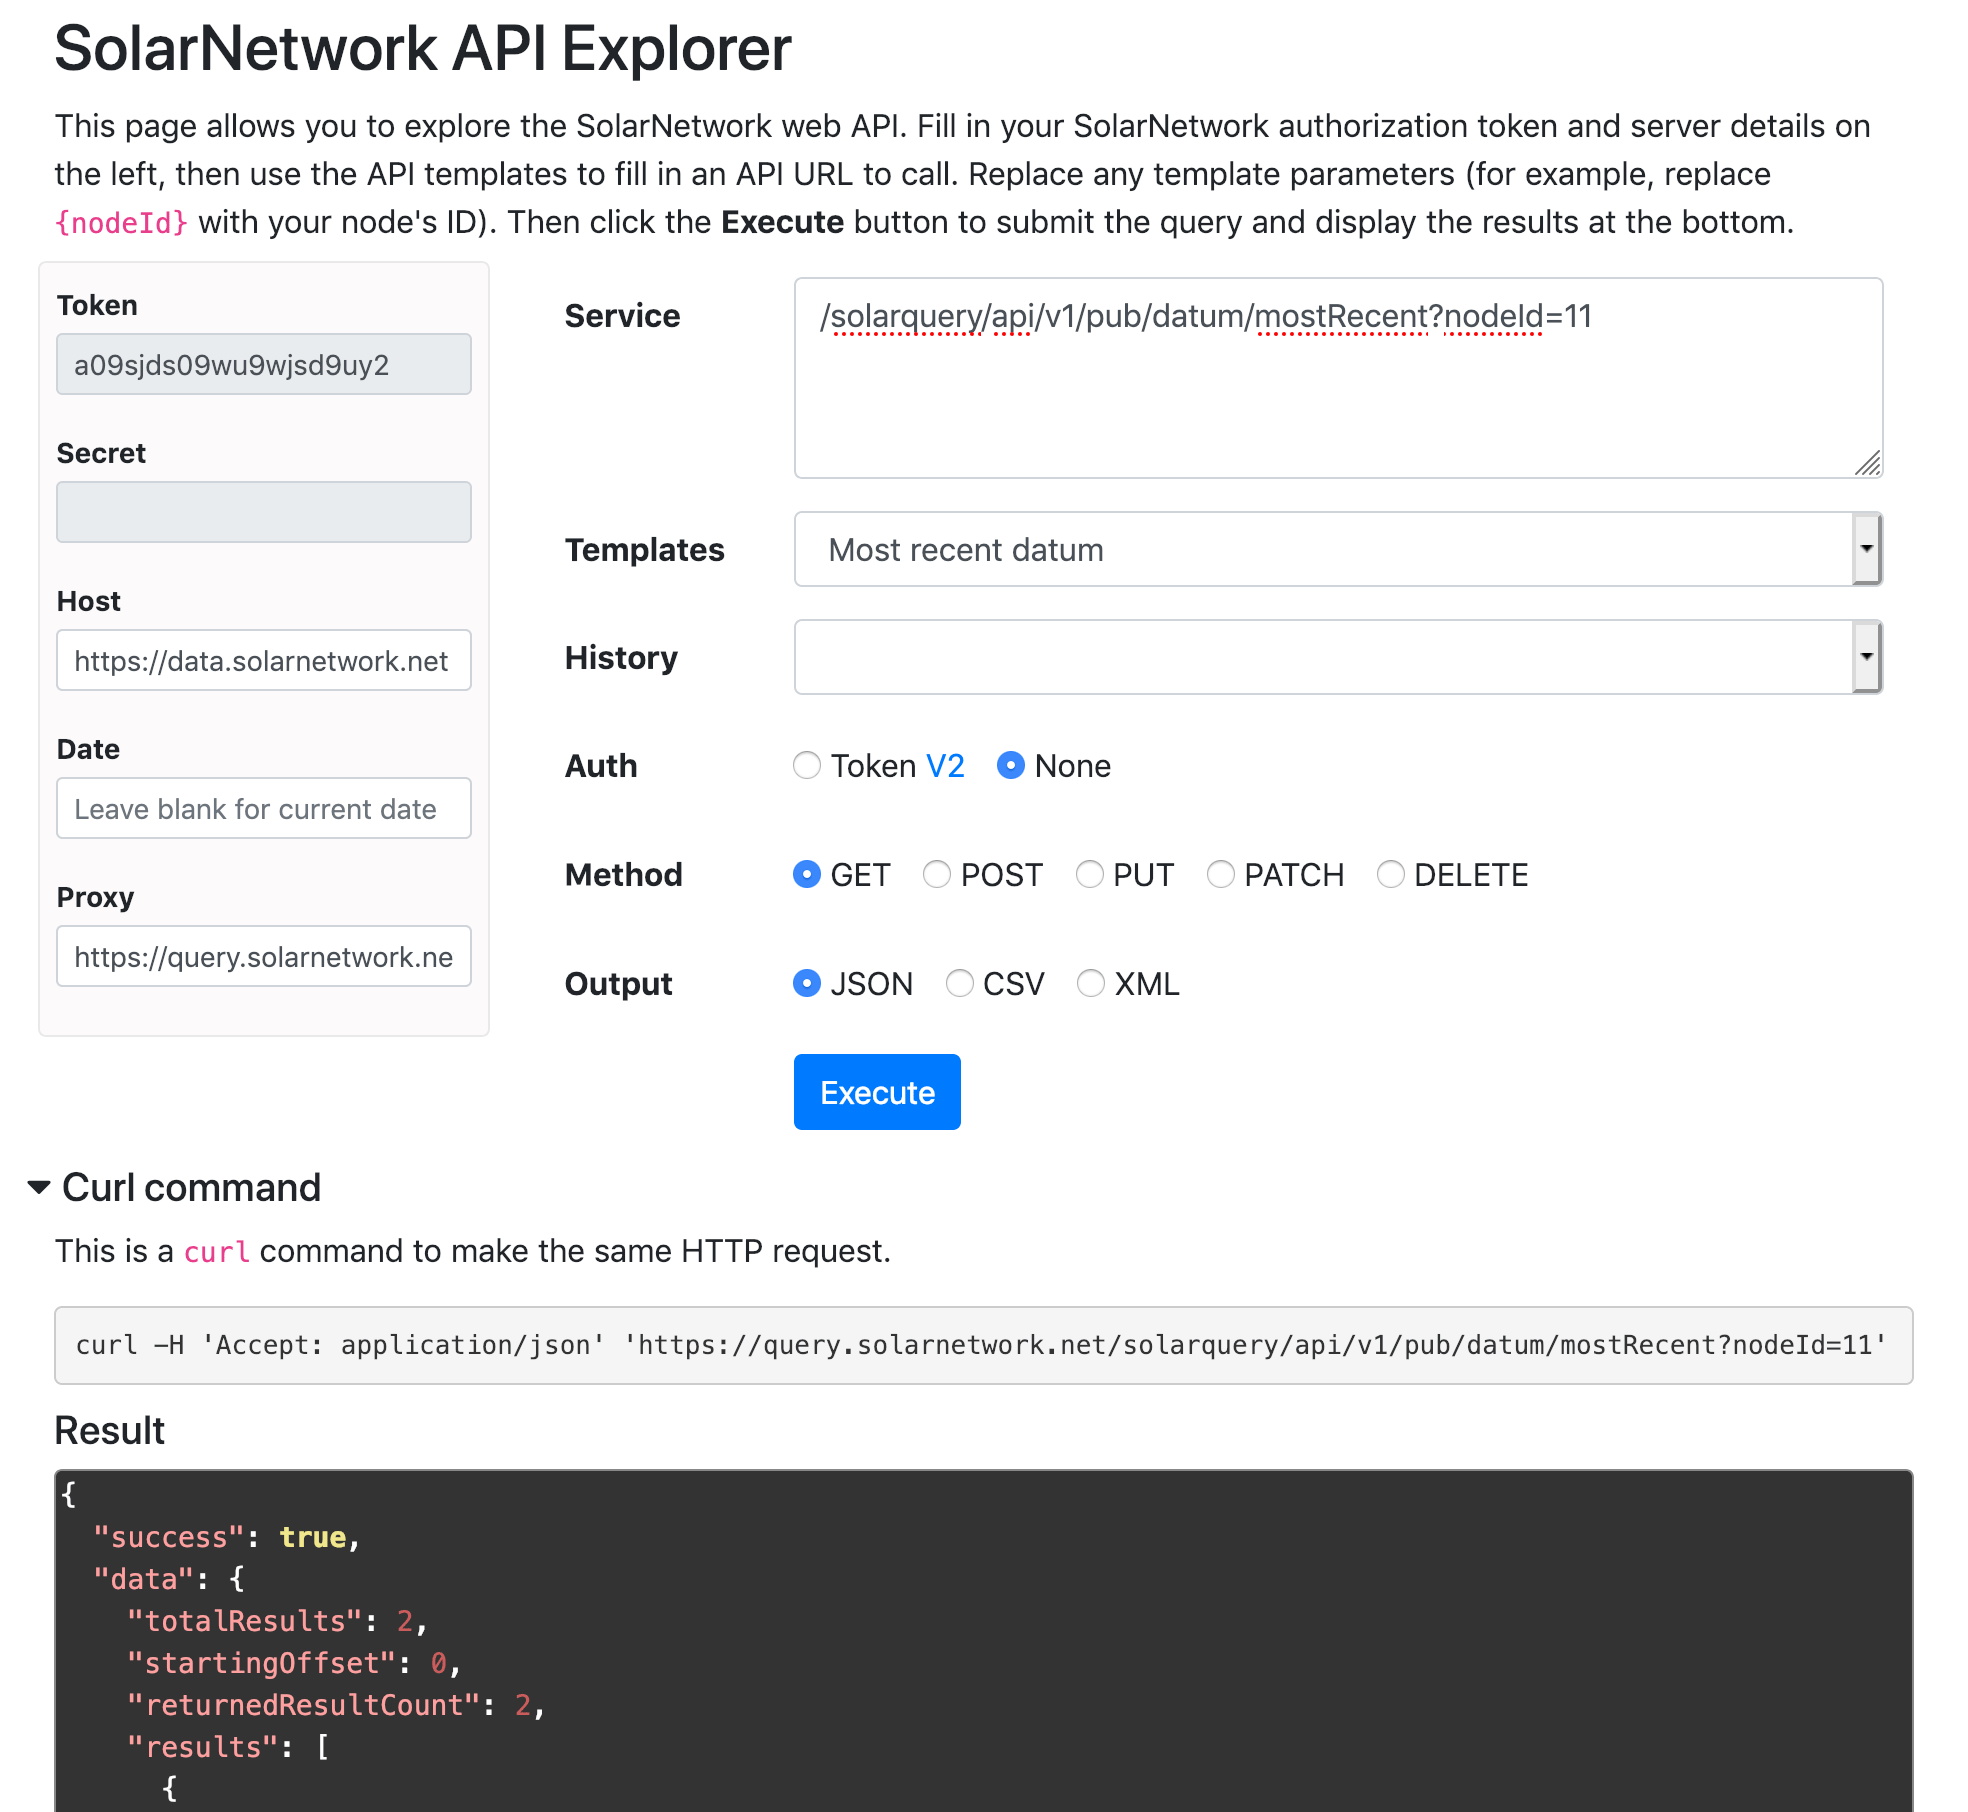 SolarNetwork API Explorer
This page allows you to explore the SolarNetwork web API. Fill in your SolarNetwork authorization token and server details on
the left, then use the API templates to fill in an API URL to call. Replace any template parameters (for example, replace
{nodeId} with your node's ID). Then click the Execute button to submit the query and display the results at the bottom.
Token
a09sjds09wu9wjsd9uy2
Secret
Host
https://data.solarnetwork.net
Date
Leave blank for current date
Proxy
https://query.solarnetwork.ne
Service
/solarquery/api/v1/pub/datum/mostRecent?nodeId=11
Templates
Most recent datum
History
Auth
Token V2 None
Method
GET POST PUT PATCH DELETE
Output
JSON CSV XML
Execute
Curl command
This is a curl command to make the same HTTP request.
curl -H 'Accept: application/json' 'https://query.solarnetwork.net/solarquery/api/v1/pub/datum/mostRecent?nodeId=11'
Result
{
"success": true,
"data": {
"totalResults": 2,
"startingOffset": 0,
"returnedResultCount": 2,
"results": [
{